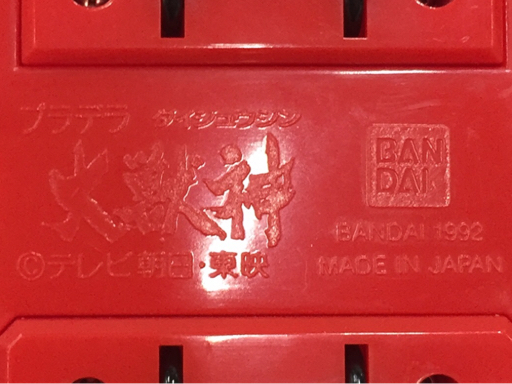 プラデラ ダイジュウジン
大獣神
©テレビ朝日・東映
BAN
DAI
BANDAI 1992
MADE IN JAPAN